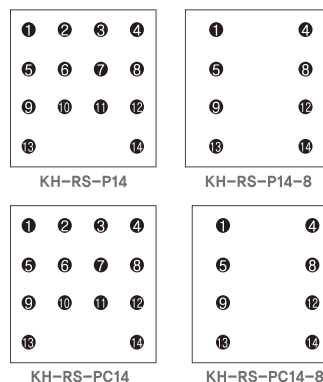 1 2 3 4
5 6 7 8
9 10 11 12
13 14
KH-RS-P14
1 4
5 8
9 12
13 14
KH-RS-P14-8
1 2 3 4
5 6 7 8
9 10 11 12
13 14
KH-RS-PC14
1 4
5 8
9 12
13 14
KH-RS-PC14-8